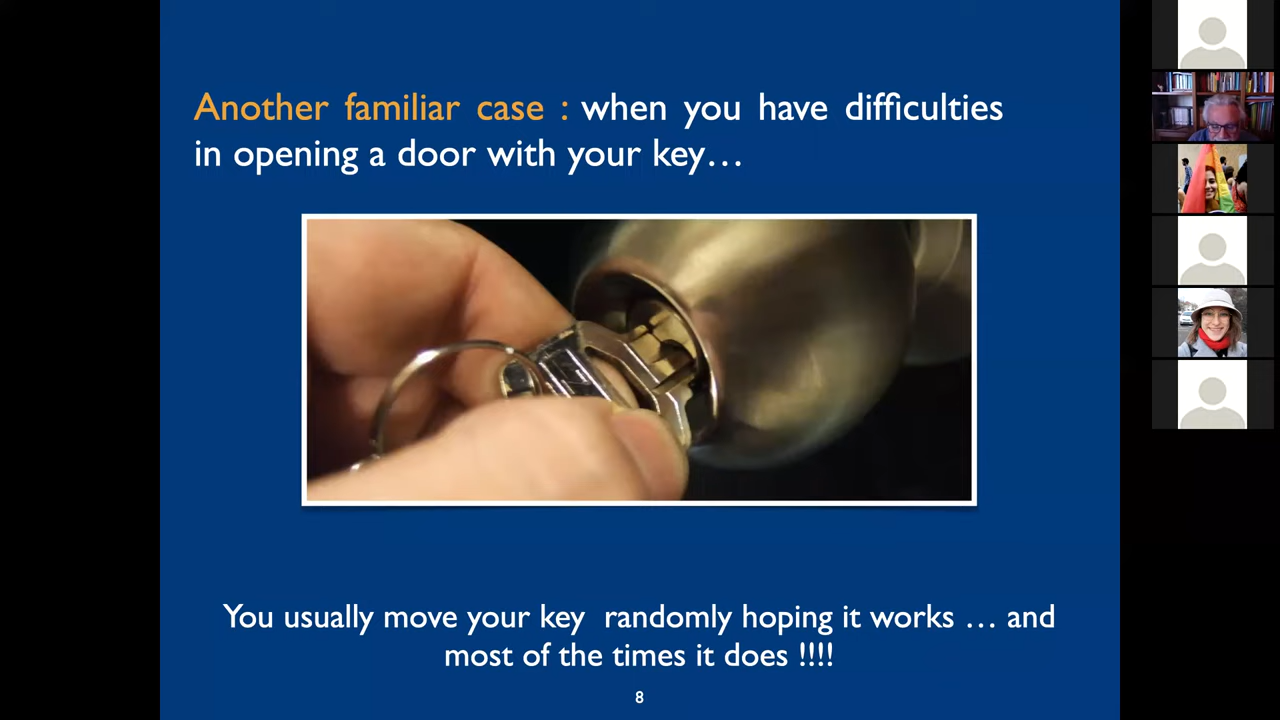 Another familiar case : when you have difficulties
in opening a door with your key…
You usually move your key randomly hoping it works … and
most of the times it does !!!!
8